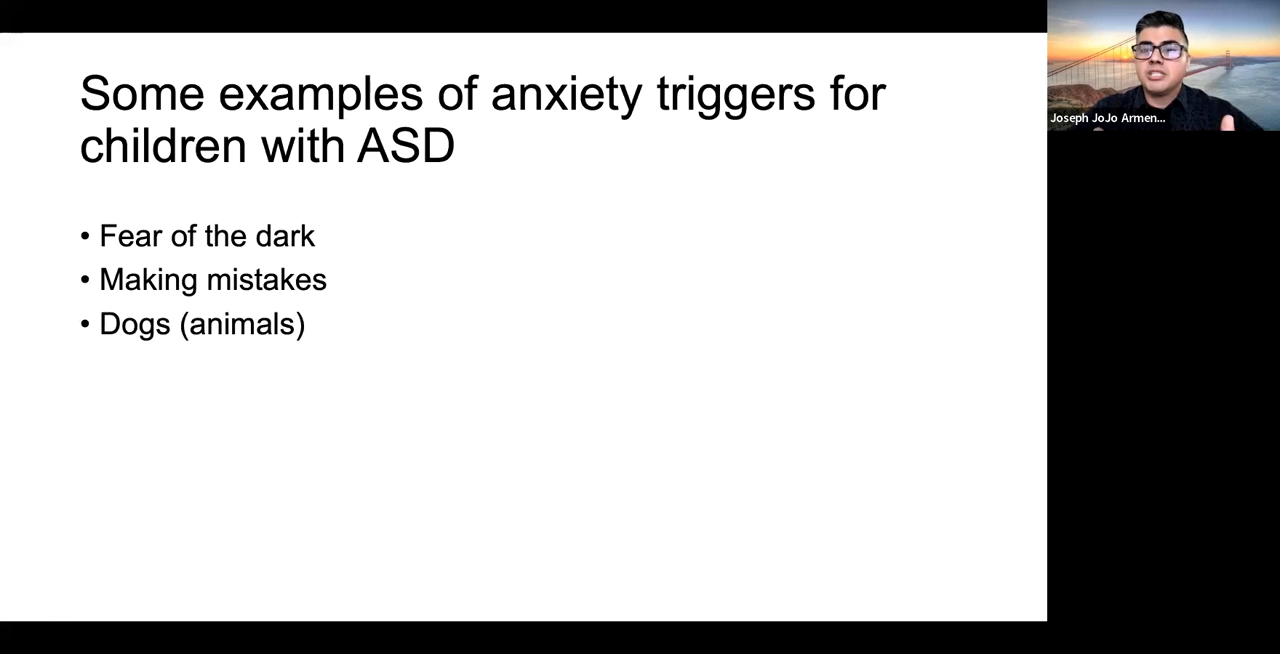 Some examples of anxiety triggers for
children with ASD
• Fear of the dark
• Making mistakes
• Dogs (animals)
Joseph JoJo Armen...